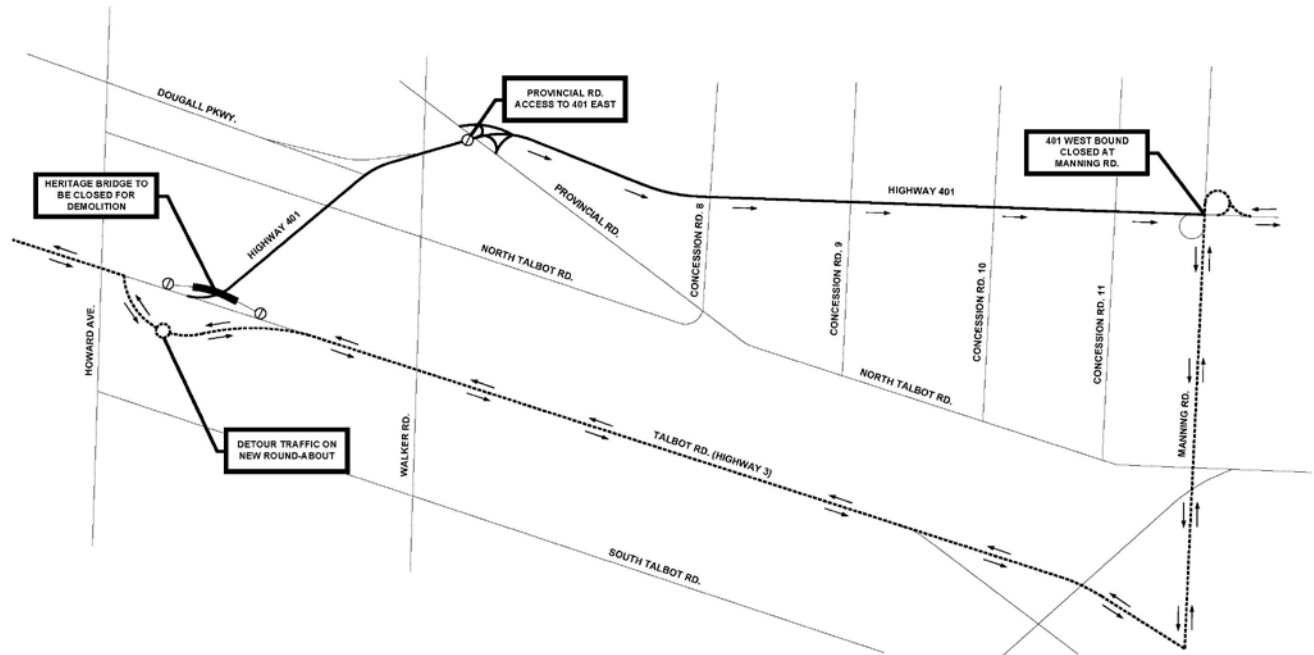 DOUGALL PKWY.
PROVINCIAL RD.
ACCESS TO 401 EAST
401 WEST BOUND
CLOSED AT
MANNING RD.
HERITAGE BRIDGE TO
BE CLOSED FOR
DEMOLITION
HIGHWAY 401
PROVINCIAL RD.
HIGHWAY 401
NORTH TALBOT RD.
CONCESSION RD. 8
CONCESSION RD. 9
CONCESSION RD. 10
CONCESSION RD. 11
HOWARD AVE.
WALKER RD.
NORTH TALBOT RD.
MANNING RD.
DETOUR TRAFFIC ON
NEW ROUND-ABOUT
TALBOT RD. (HIGHWAY 3)
SOUTH TALBOT RD.